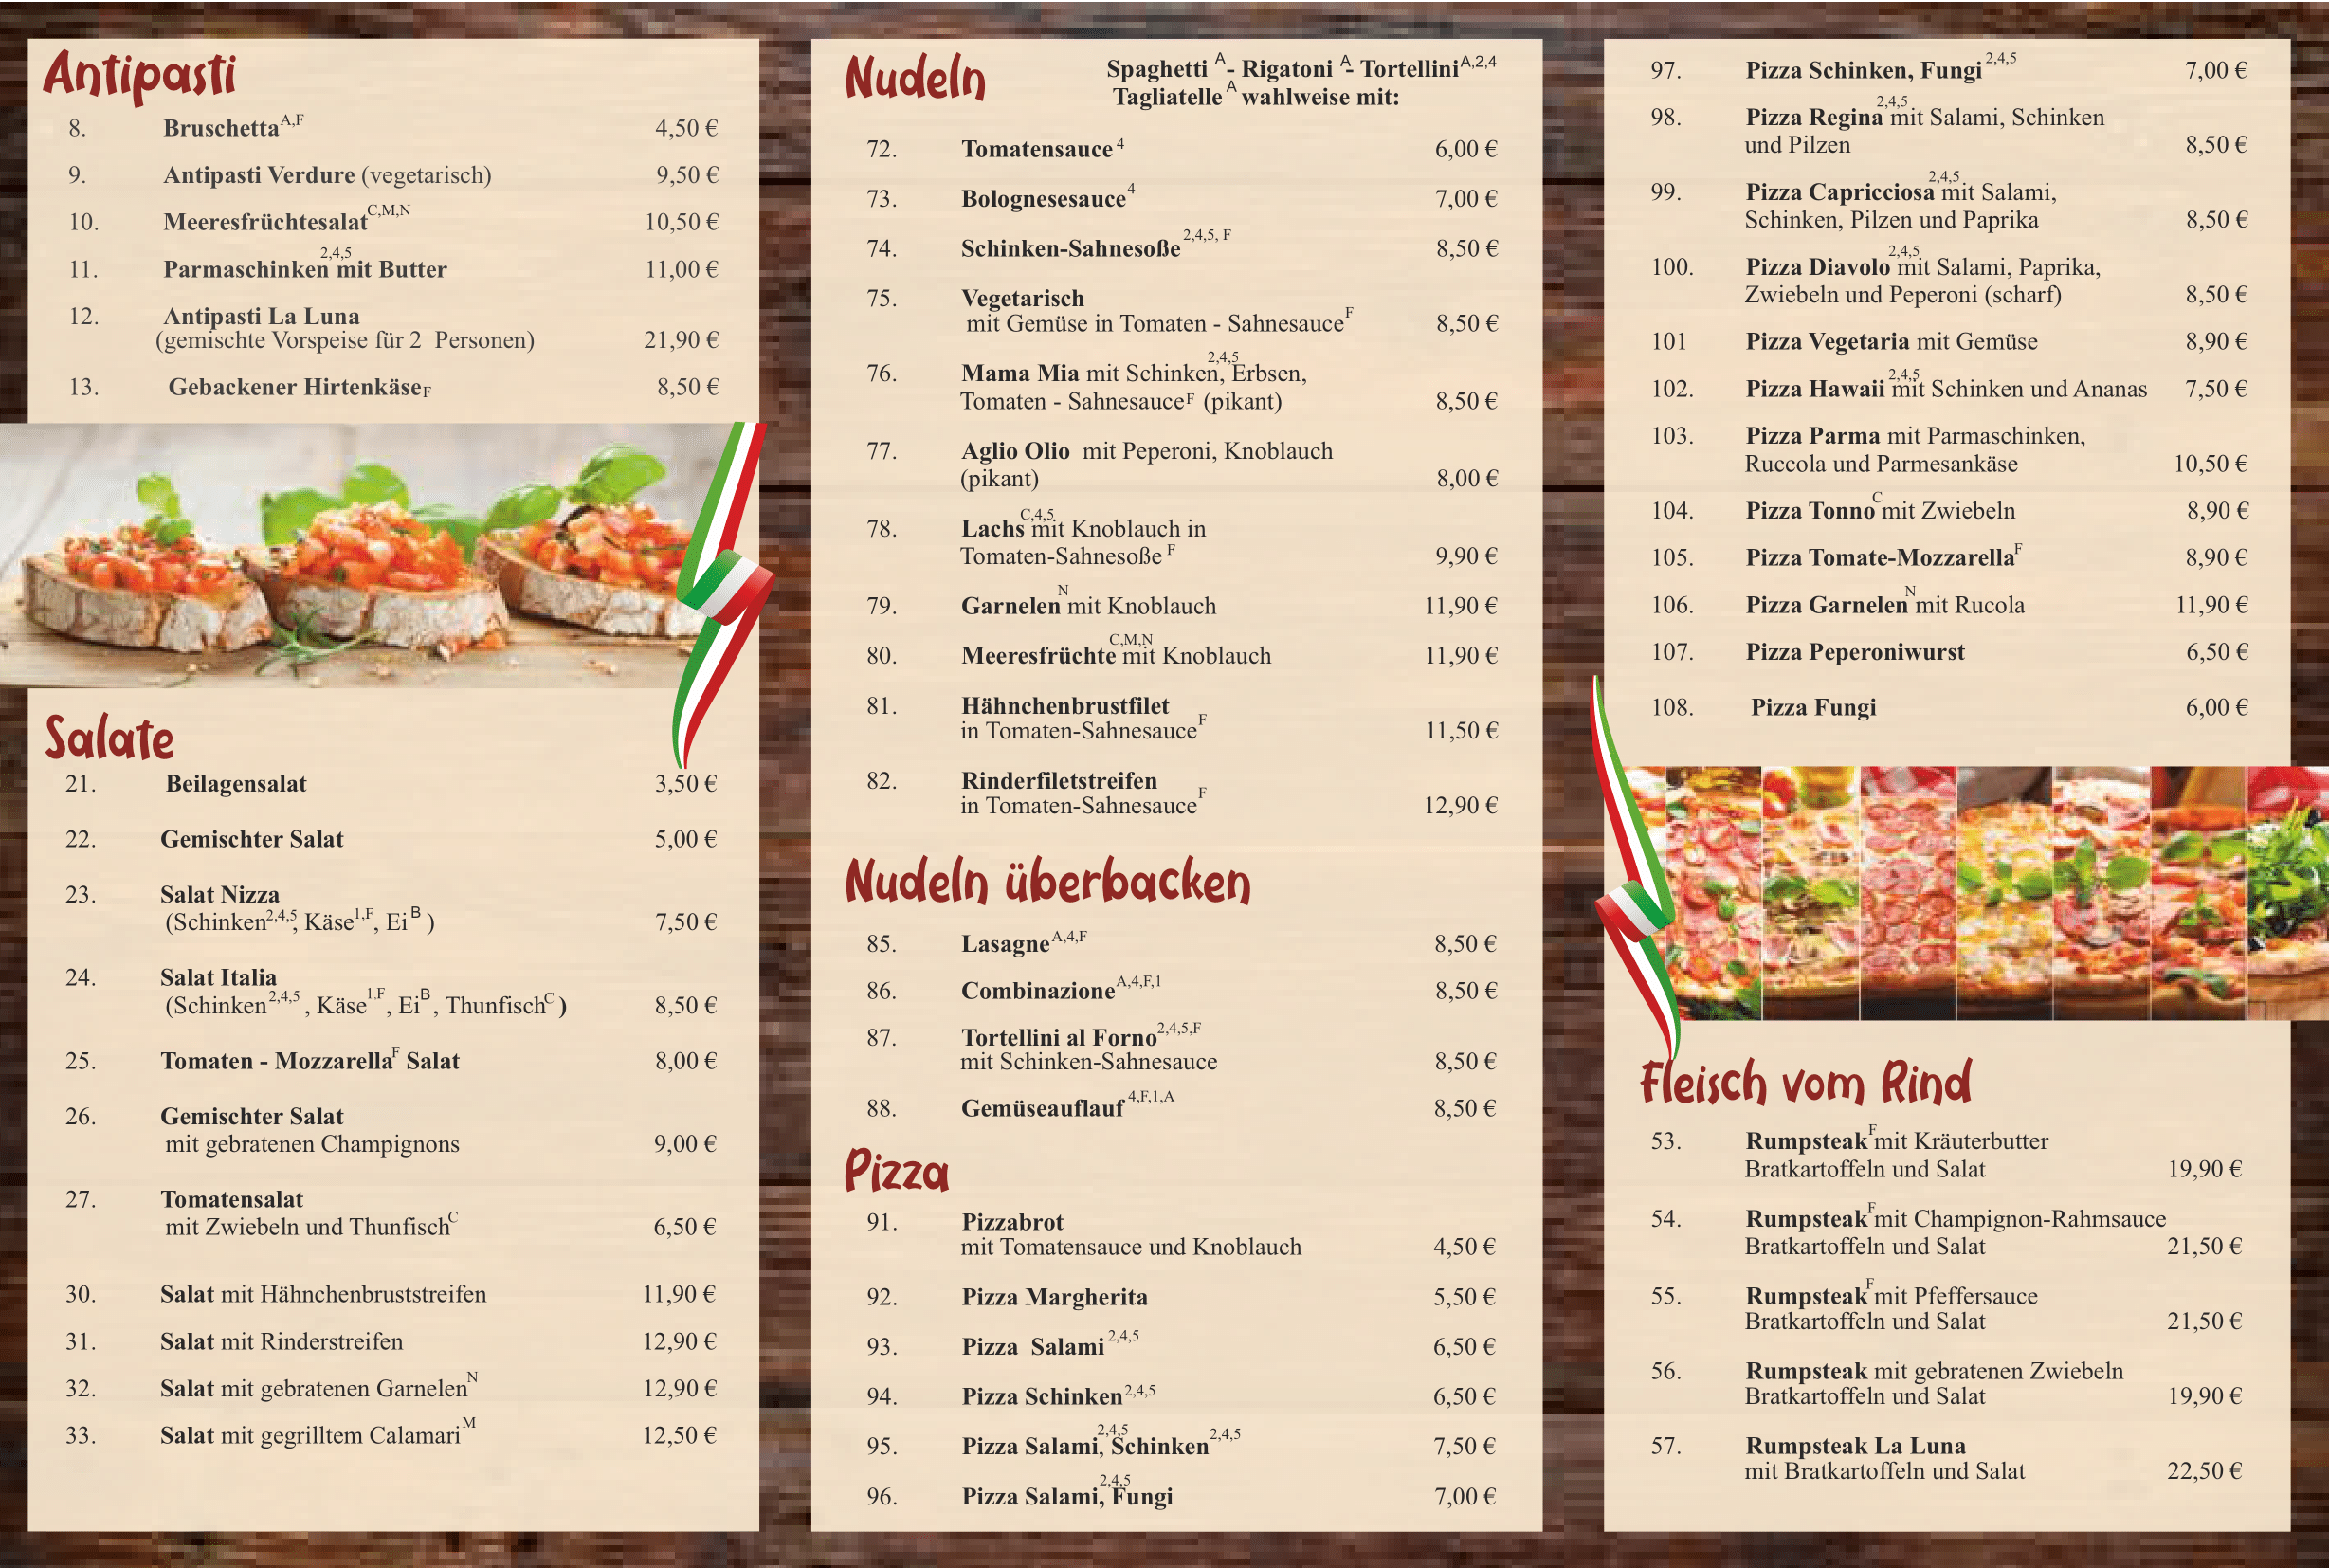 Antipasti
8. Bruschetta A,F 4,50 €
9. Antipasti Verdure (vegetarisch) 9,50 €
10. Meeresfrüchtesalat C,M,N 10,50 €
11. Parmaschinken 2,4,5 mit Butter 11,00 €
12. Antipasti La Luna
(gemischte Vorspeise für 2 Personen) 21,90 €
13. Gebackener Hirtenkäse F 8,50 €
Salate
21. Beilagensalat 3,50 €
22. Gemischter Salat 5,00 €
23. Salat Nizza
(Schinken 2,4,5, Käse 1,F, Ei B) 7,50 €
24. Salat Italia
(Schinken 2,4,5, Käse 1,F, Ei B, Thunfisch C) 8,50 €
25. Tomaten - Mozzarella F Salat 8,00 €
26. Gemischter Salat
mit gebratenen Champignons 9,00 €
27. Tomatensalat
mit Zwiebeln und Thunfisch C 6,50 €
30. Salat mit Hähnchenbruststreifen 11,90 €
31. Salat mit Rinderstreifen 12,90 €
32. Salat mit gebratenen Garnelen N 12,90 €
33. Salat mit gegrilltem Calamari M 12,50 €
Nudeln
Spaghetti A - Rigatoni A - Tortellini A,2,4
Tagliatelle A wahlweise mit:
72. Tomatensauce 4 6,00 €
73. Bolognesesauce 4 7,00 €
74. Schinken-Sahnesoße 2,4,5, F 8,50 €
75. Vegetarisch
mit Gemüse in Tomaten - Sahnesauce F 8,50 €
76. Mama Mia mit Schinken 2,4,5, Erbsen,
Tomaten - Sahnesauce F (pikant) 8,50 €
77. Aglio Olio mit Peperoni, Knoblauch
(pikant) 8,00 €
78. Lachs C,4,5 mit Knoblauch in
Tomaten-Sahnesoße F 9,90 €
79. Garnelen N mit Knoblauch 11,90 €
80. Meeresfrüchte C,M,N mit Knoblauch 11,90 €
81. Hähnchenbrustfilet
in Tomaten-Sahnesauce F 11,50 €
82. Rinderfiletstreifen
in Tomaten-Sahnesauce F 12,90 €
Nudeln überbacken
85. Lasagne A,4,F 8,50 €
86. Combinazione A,4,F,1 8,50 €
87. Tortellini al Forno 2,4,5,F
mit Schinken-Sahnesauce 8,50 €
88. Gemüseauflauf 4,F,1,A 8,50 €
Pizza
91. Pizzabrot
mit Tomatensauce und Knoblauch 4,50 €
92. Pizza Margherita 5,50 €
93. Pizza Salami 2,4,5 6,50 €
94. Pizza Schinken 2,4,5 6,50 €
95. Pizza Salami 2,4,5, Schinken 2,4,5 7,50 €
96. Pizza Salami 2,4,5, Fungi 7,00 €
97. Pizza Schinken, Fungi 2,4,5 7,00 €
98. Pizza Regina 2,4,5 mit Salami, Schinken
und Pilzen 8,50 €
99. Pizza Capricciosa 2,4,5 mit Salami,
Schinken, Pilzen und Paprika 8,50 €
100. Pizza Diavolo 2,4,5 mit Salami, Paprika,
Zwiebeln und Peperoni (scharf) 8,50 €
101 Pizza Vegetaria mit Gemüse 8,90 €
102. Pizza Hawaii 2,4,5 mit Schinken und Ananas 7,50 €
103. Pizza Parma mit Parmaschinken,
Ruccola und Parmesankäse 10,50 €
104. Pizza Tonno C mit Zwiebeln 8,90 €
105. Pizza Tomate-Mozzarella F 8,90 €
106. Pizza Garnelen N mit Rucola 11,90 €
107. Pizza Peperoniwurst 6,50 €
108. Pizza Fungi 6,00 €
Fleisch vom Rind
53. Rumpsteak F mit Kräuterbutter
Bratkartoffeln und Salat 19,90 €
54. Rumpsteak F mit Champignon-Rahmsauce
Bratkartoffeln und Salat 21,50 €
55. Rumpsteak F mit Pfeffersauce
Bratkartoffeln und Salat 21,50 €
56. Rumpsteak mit gebratenen Zwiebeln
Bratkartoffeln und Salat 19,90 €
57. Rumpsteak La Luna
mit Bratkartoffeln und Salat 22,50 €